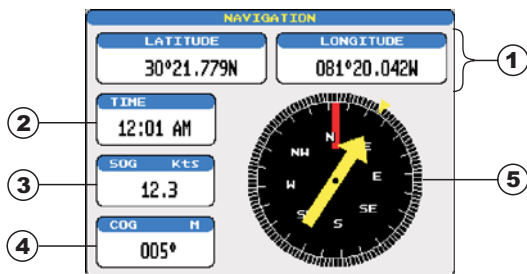 NAVIGATION
LATITUDE
30°21.779N
LONGITUDE
081°20.042W
1
2
TIME
12:01 AM
3
SOG Kts
12.3
4
COG M
005°
5
N
NW
E
W
SE
S